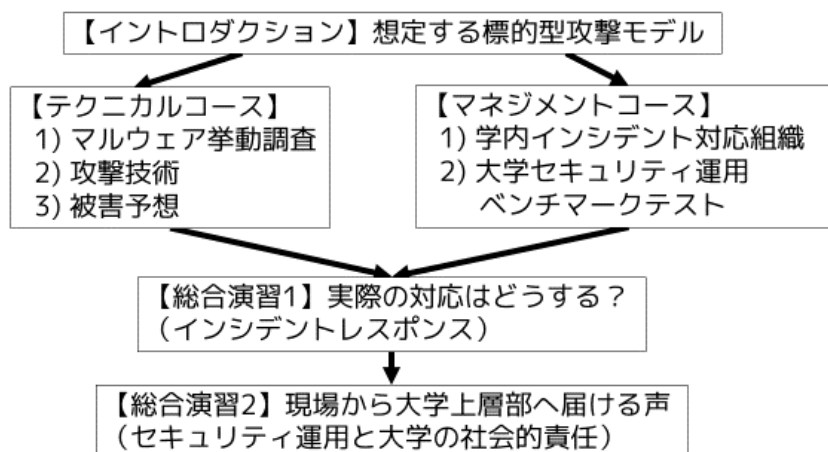 【イントロダクション】想定する標的型攻撃モデル
【テクニカルコース】
1) マルウェア挙動調査
2) 攻撃技術
3) 被害予想
【マネジメントコース】
1) 学内インシデント対応組織
2) 大学セキュリティ運用
ベンチマークテスト
【総合演習1】実際の対応はどうする？
（インシデントレスポンス）
【総合演習2】現場から大学上層部へ届ける声
（セキュリティ運用と大学の社会的責任）